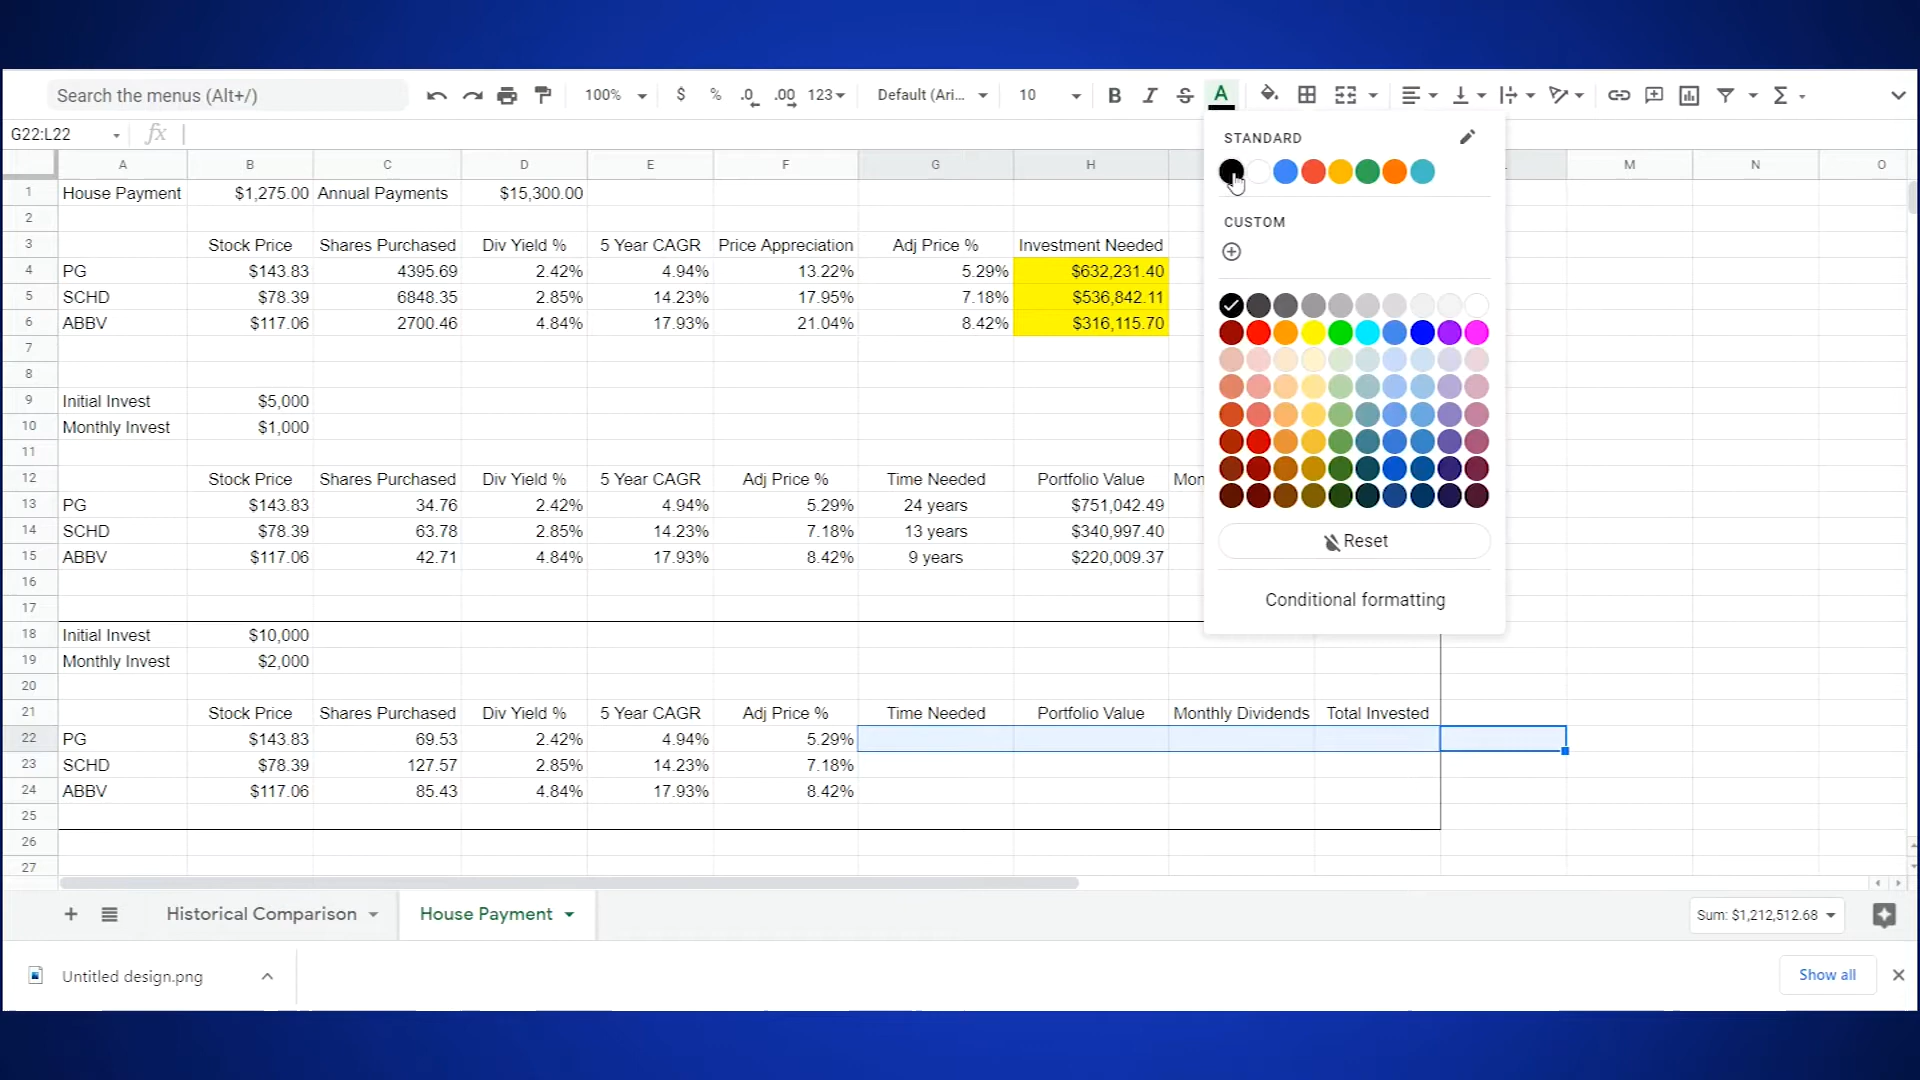 Search the menus (Alt+/) 100% $ % .0 .00 123 Default (Ari... 10 B I S A
G22:L22 fx
STANDARD
CUSTOM
Reset
Conditional formatting
A B C D E F G H M N O
1 House Payment $1,275.00 Annual Payments $15,300.00
2
3 Stock Price Shares Purchased Div Yield % 5 Year CAGR Price Appreciation Adj Price % Investment Needed
4 PG $143.83 4395.69 2.42% 4.94% 13.22% 5.29% $632,231.40
5 SCHD $78.39 6848.35 2.85% 14.23% 17.95% 7.18% $536,842.11
6 ABBV $117.06 2700.46 4.84% 17.93% 21.04% 8.42% $316,115.70
7
8
9 Initial Invest $5,000
10 Monthly Invest $1,000
11
12 Stock Price Shares Purchased Div Yield % 5 Year CAGR Adj Price % Time Needed Portfolio Value Mon
13 PG $143.83 34.76 2.42% 4.94% 5.29% 24 years $751,042.49
14 SCHD $78.39 63.78 2.85% 14.23% 7.18% 13 years $340,997.40
15 ABBV $117.06 42.71 4.84% 17.93% 8.42% 9 years $220,009.37
16
17
18 Initial Invest $10,000
19 Monthly Invest $2,000
20
21 Stock Price Shares Purchased Div Yield % 5 Year CAGR Adj Price % Time Needed Portfolio Value Monthly Dividends Total Invested
22 PG $143.83 69.53 2.42% 4.94% 5.29%
23 SCHD $78.39 127.57 2.85% 14.23% 7.18%
24 ABBV $117.06 85.43 4.84% 17.93% 8.42%
25
26
27
Historical Comparison House Payment Sum: $1,212,512.68
Untitled design.png Show all